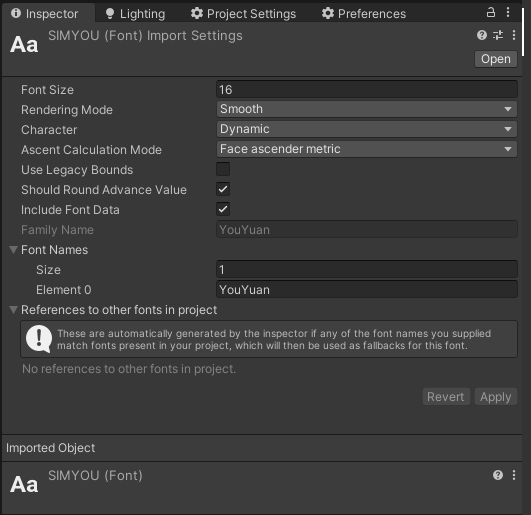 Inspector Lighting Project Settings Preferences
Aa SIMYOU (Font) Import Settings
Open
Font Size 16
Rendering Mode Smooth
Character Dynamic
Ascent Calculation Mode Face ascender metric
Use Legacy Bounds
Should Round Advance Value
Include Font Data
Family Name YouYuan
Font Names
Size 1
Element 0 YouYuan
References to other fonts in project
These are automatically generated by the inspector if any of the font names you supplied
match fonts present in your project, which will then be used as fallbacks for this font.
No references to other fonts in project.
Revert Apply
Imported Object
Aa SIMYOU (Font)